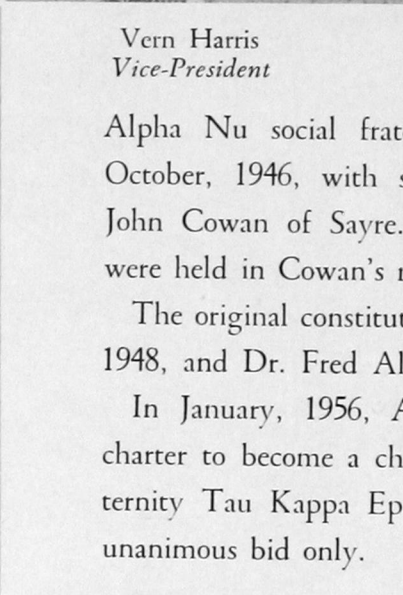 Vern Harris
Vice-President
Alpha Nu social frat
October, 1946, with s
John Cowan of Sayre.
were held in Cowan's r
The original constitut
1948, and Dr. Fred Al
In January, 1956, A
charter to become a ch
ternity Tau Kappa Ep
unanimous bid only.